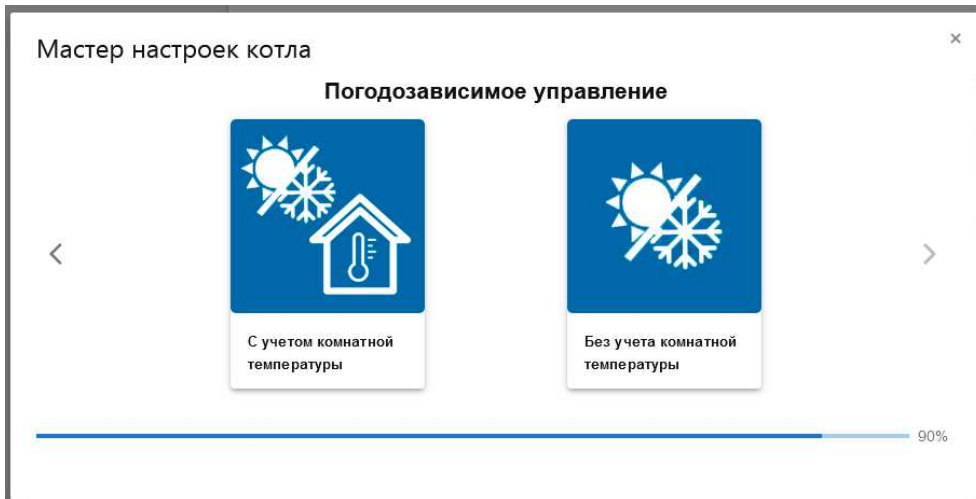 Мастер настроек котла
×
Погодозависимое управление
С учетом комнатной
температуры
Без учета комнатной
температуры
90%